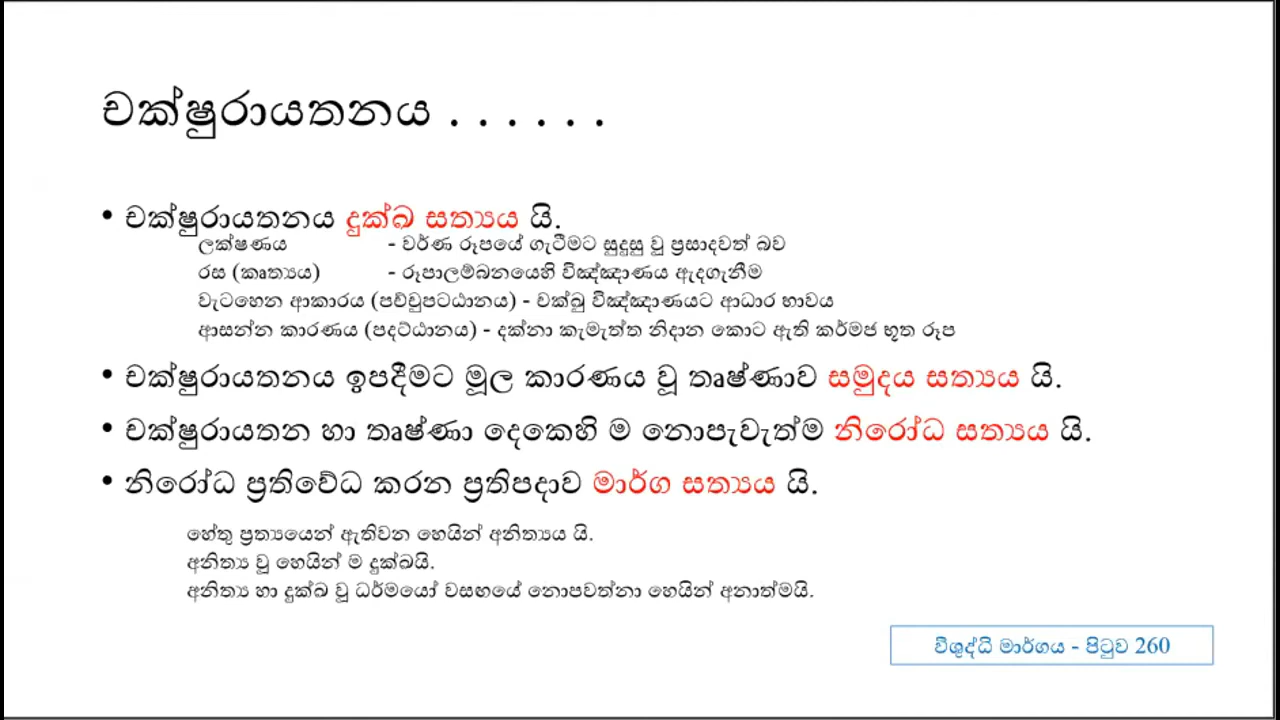 චක්ෂුරායතනය . . . . . .
• චක්ෂුරායතනය දුක්ඛ සත්‍යය යි.
ලක්ෂණය - වර්ණ රූපයේ ගැටීමට සුදුසු වු ප්‍රසාදවත් බව
රස (කෘත්‍යය) - රූපාලම්බනයෙහි විඤ්ඤාණය ඇදගැනීම
වැටහෙන ආකාරය (පච්චුපටඨානය) - චක්ඛු විඤ්ඤාණයට ආධාර භාවය
ආසන්න කාරණය (පදට්ඨානය) - දක්නා කැමැත්ත නිදාන කොට ඇති කර්මජ භූත රූප
• චක්ෂුරායතනය ඉපදීමට මූල කාරණය වූ තෘෂ්ණාව සමුදය සත්‍යය යි.
• චක්ෂුරායතන හා තෘෂ්ණා දෙකෙහි ම නොපැවැත්ම නිරෝධ සත්‍යය යි.
• නිරෝධ ප්‍රතිවේධ කරන ප්‍රතිපදාව මාර්ග සත්‍යය යි.
හේතු ප්‍රත්‍යයෙන් ඇතිවන හෙයින් අනිත්‍යය යි.
අනිත්‍ය වූ හෙයින් ම දුක්ඛයි.
අනිත්‍ය හා දුක්ඛ වූ ධර්මයෝ වසඟයේ නොපවත්නා හෙයින් අනාත්මයි.
විශුද්ධි මාර්ගය - පිටුව 260